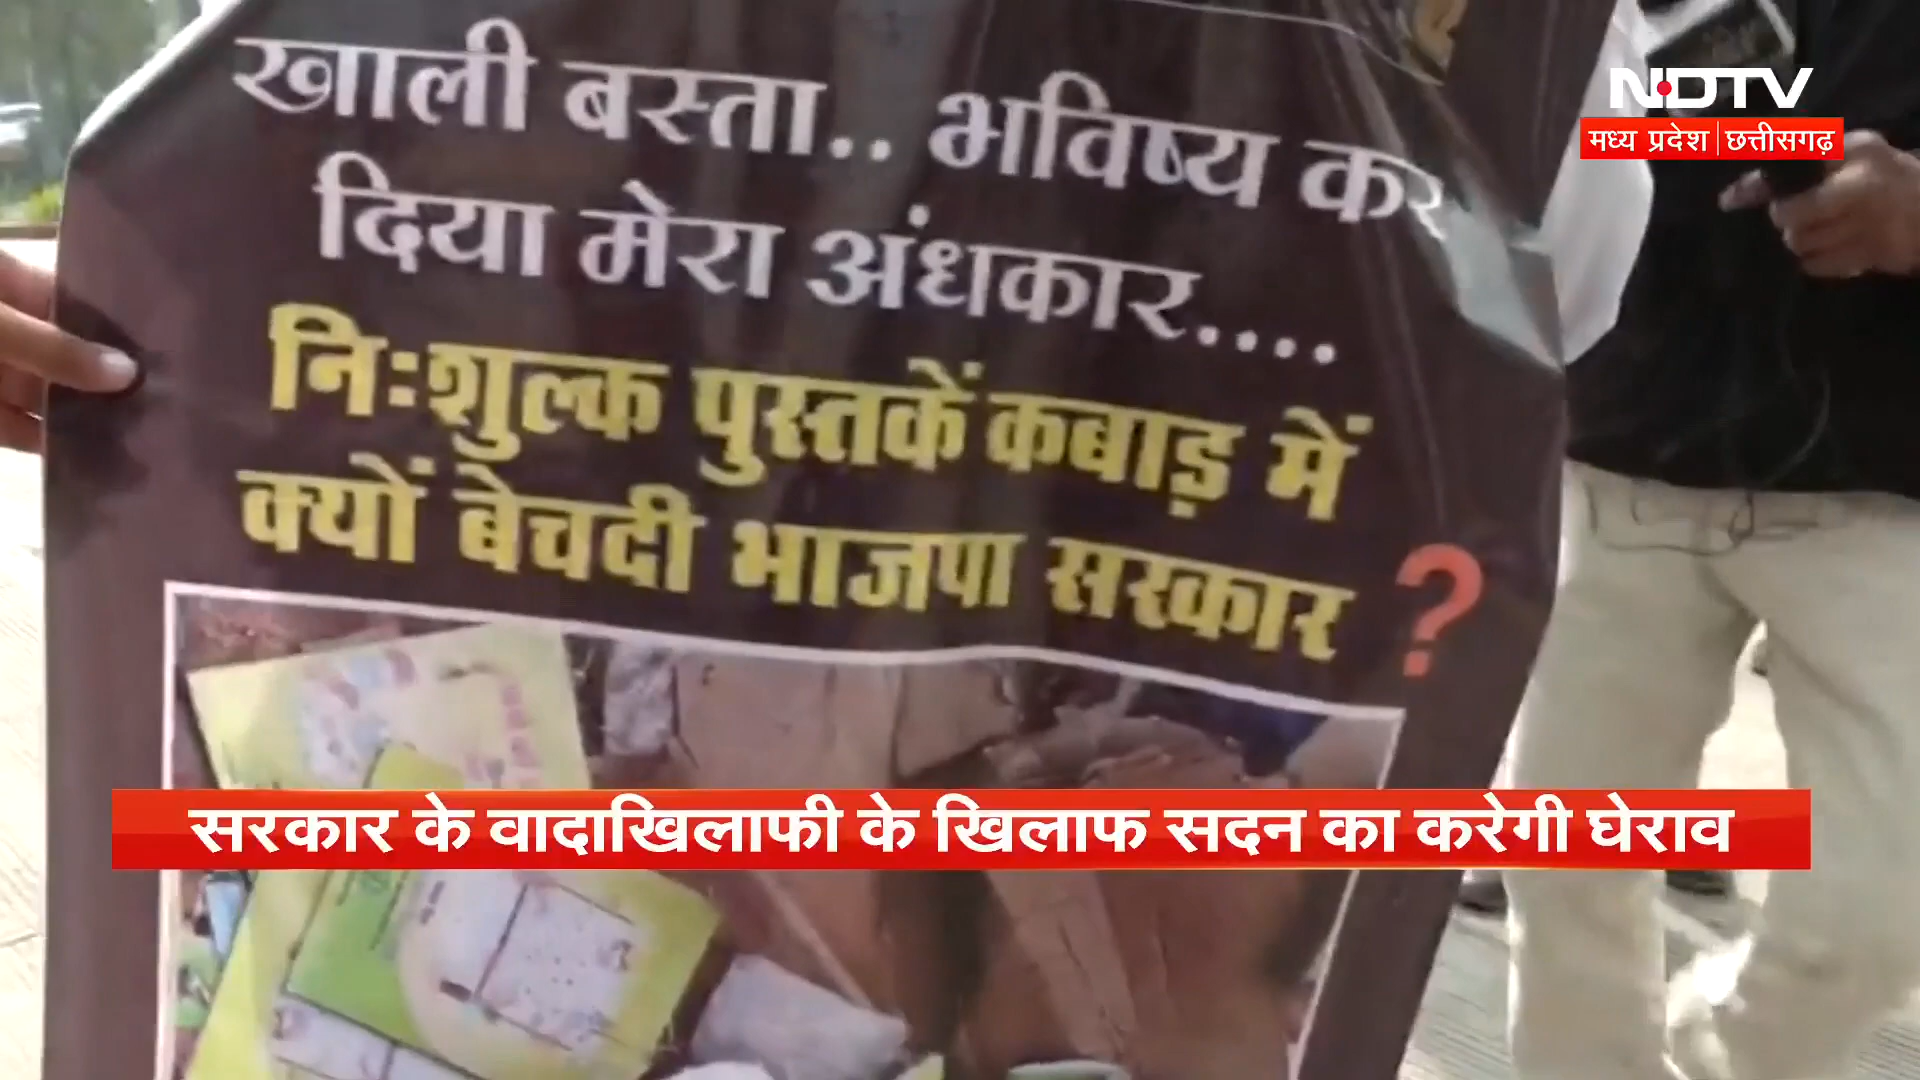 खाली बस्ता.. भविष्य कर
दिया मेरा अंधकार....
निःशुल्क पुस्तकें कबाड़ में
क्यों बेचदी भाजपा सरकार ?
NDTV
मध्य प्रदेश | छत्तीसगढ़
सरकार के वादाखिलाफी के खिलाफ सदन का करेगी घेराव